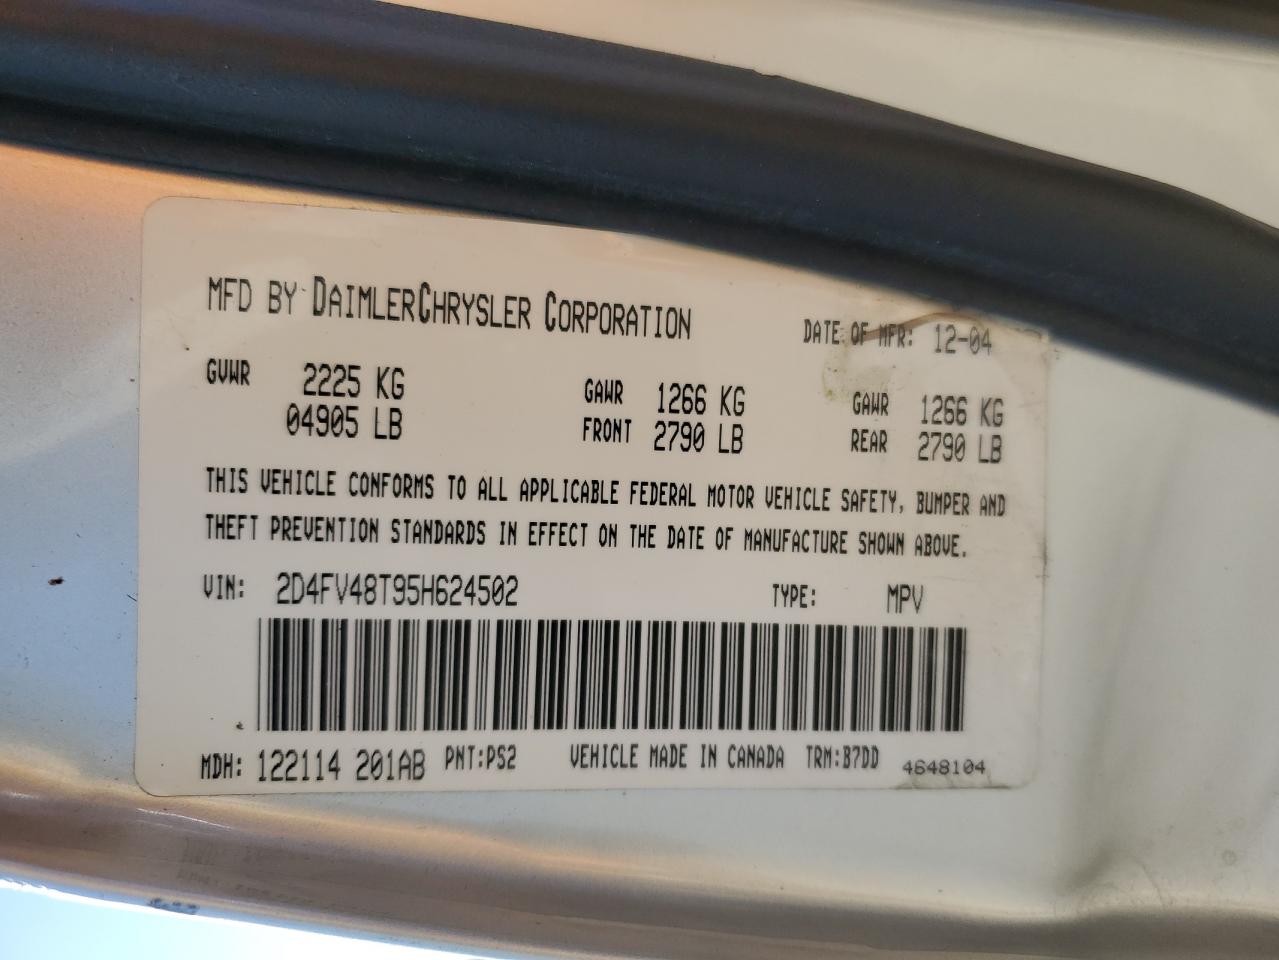 MFD BY DAIMLERCHRYSLER CORPORATION DATE OF MFR: 12-04
GVWR 2225 KG GAWR 1266 KG GAWR 1266 KG
04905 LB FRONT 2790 LB REAR 2790 LB
THIS VEHICLE CONFORMS TO ALL APPLICABLE FEDERAL MOTOR VEHICLE SAFETY, BUMPER AND
THEFT PREVENTION STANDARDS IN EFFECT ON THE DATE OF MANUFACTURE SHOWN ABOVE.
VIN: 2D4FV48T95H624502 TYPE: MPV
MDH: 122114 201AB PNT:PS2 VEHICLE MADE IN CANADA TRM:B7DD 4648104